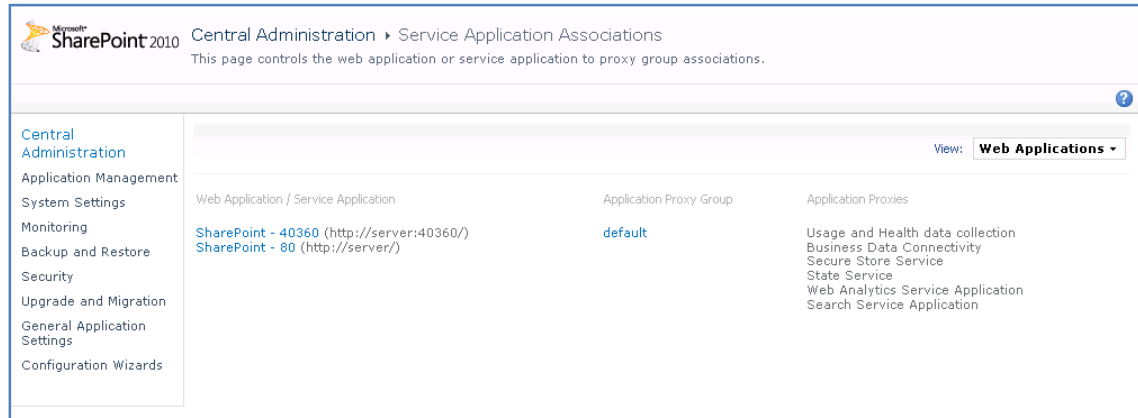 Microsoft®
SharePoint 2010
Central Administration ▸ Service Application Associations
This page controls the web application or service application to proxy group associations.
?
Central
Administration
Application Management
System Settings
Monitoring
Backup and Restore
Security
Upgrade and Migration
General Application
Settings
Configuration Wizards
View: Web Applications ▾
Web Application / Service Application Application Proxy Group Application Proxies
SharePoint - 40360 (http://server:40360/) default Usage and Health data collection
SharePoint - 80 (http://server/) Business Data Connectivity
Secure Store Service
State Service
Web Analytics Service Application
Search Service Application